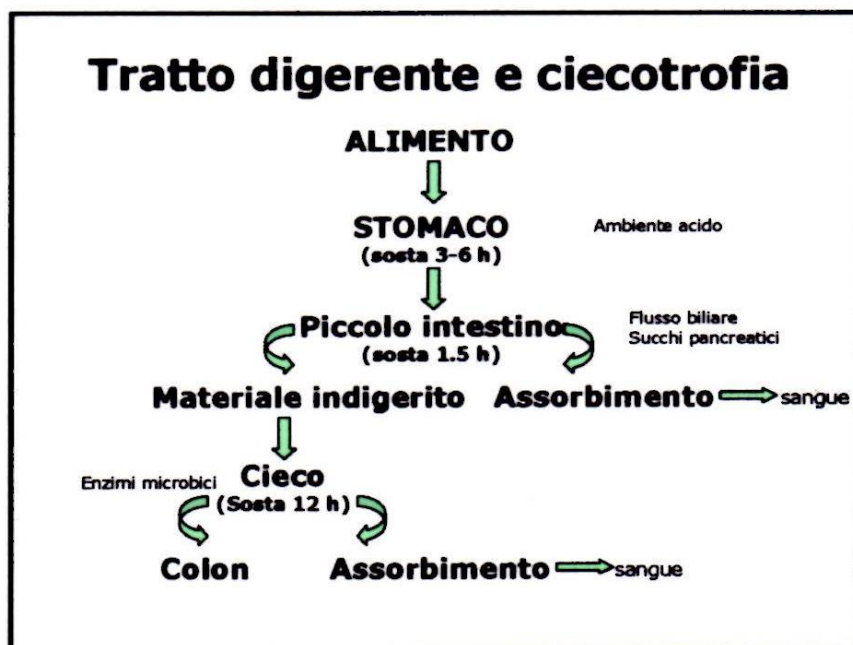 Tratto digerente e ciecotrofia
ALIMENTO
STOMACO
Ambiente acido
(sosta 3-6 h)
Piccolo intestino
Flusso biliare
Succhi pancreatici
(sosta 1.5 h)
Materiale indigerito
Assorbimento
sangue
Cieco
Enzimi microbici
(Sosta 12 h)
Colon
Assorbimento
sangue